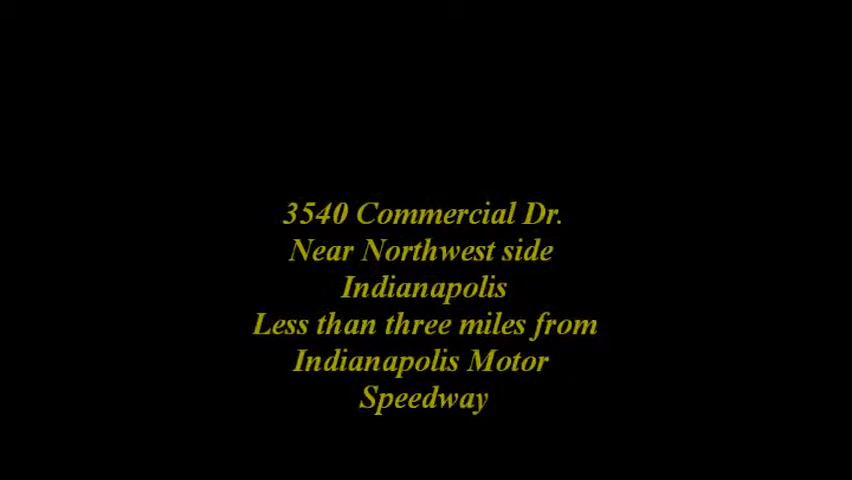 3540 Commercial Dr.
Near Northwest side
Indianapolis
Less than three miles from
Indianapolis Motor
Speedway